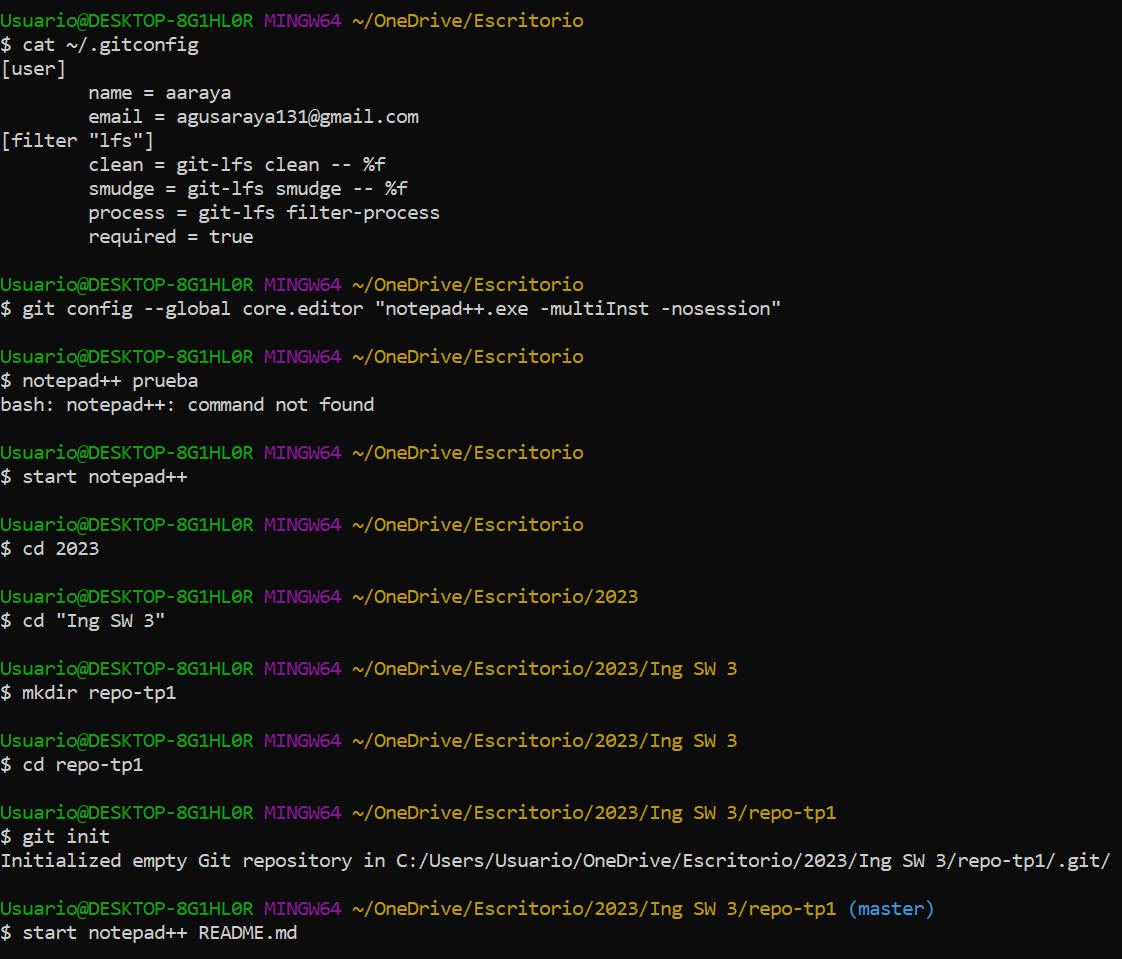 Usuario@DESKTOP-8G1HL0R MINGW64 ~/OneDrive/Escritorio
$ cat ~/.gitconfig
[user]
        name = aaraya
        email = agusaraya131@gmail.com
[filter "lfs"]
        clean = git-lfs clean -- %f
        smudge = git-lfs smudge -- %f
        process = git-lfs filter-process
        required = true

Usuario@DESKTOP-8G1HL0R MINGW64 ~/OneDrive/Escritorio
$ git config --global core.editor "notepad++.exe -multiInst -nosession"

Usuario@DESKTOP-8G1HL0R MINGW64 ~/OneDrive/Escritorio
$ notepad++ prueba
bash: notepad++: command not found

Usuario@DESKTOP-8G1HL0R MINGW64 ~/OneDrive/Escritorio
$ start notepad++

Usuario@DESKTOP-8G1HL0R MINGW64 ~/OneDrive/Escritorio
$ cd 2023

Usuario@DESKTOP-8G1HL0R MINGW64 ~/OneDrive/Escritorio/2023
$ cd "Ing SW 3"

Usuario@DESKTOP-8G1HL0R MINGW64 ~/OneDrive/Escritorio/2023/Ing SW 3
$ mkdir repo-tp1

Usuario@DESKTOP-8G1HL0R MINGW64 ~/OneDrive/Escritorio/2023/Ing SW 3
$ cd repo-tp1

Usuario@DESKTOP-8G1HL0R MINGW64 ~/OneDrive/Escritorio/2023/Ing SW 3/repo-tp1
$ git init
Initialized empty Git repository in C:/Users/Usuario/OneDrive/Escritorio/2023/Ing SW 3/repo-tp1/.git/

Usuario@DESKTOP-8G1HL0R MINGW64 ~/OneDrive/Escritorio/2023/Ing SW 3/repo-tp1 (master)
$ start notepad++ README.md